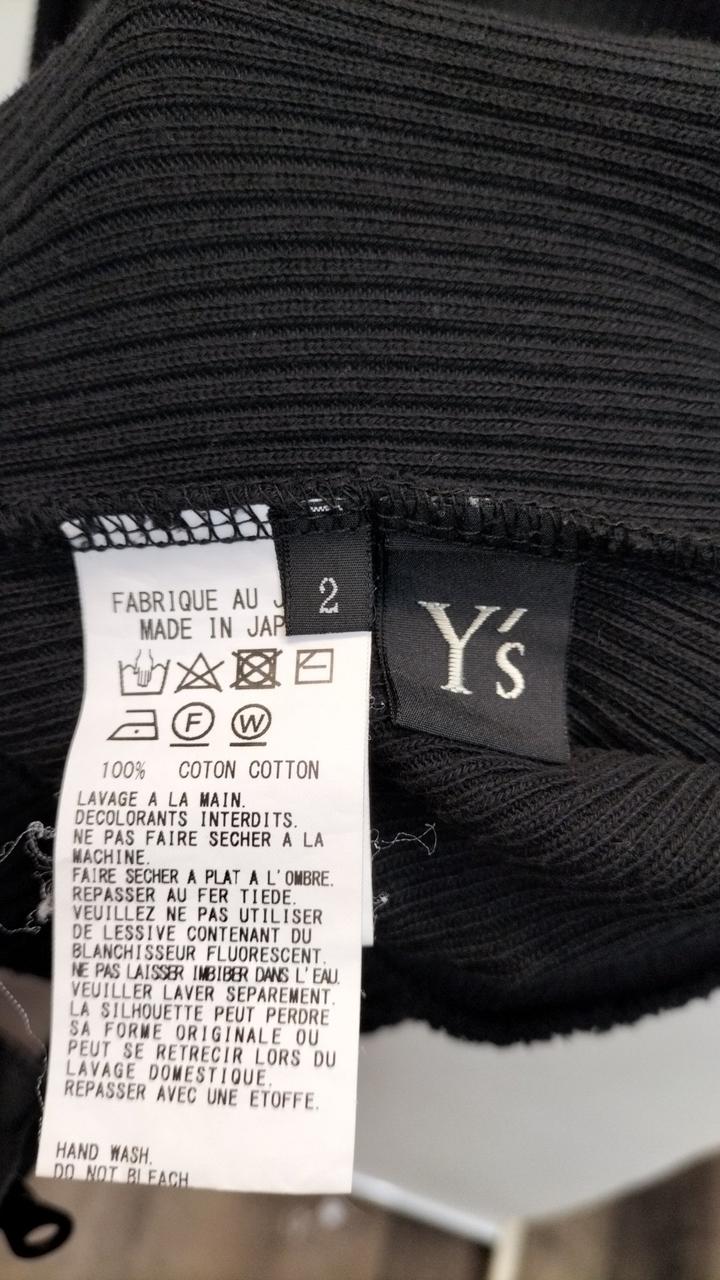 FABRIQUE AU
MADE IN
2
Y's
F
W
100% COTON COTTON
LAVAGE A LA MAIN.
DECOLORANTS INTERDITS.
NE PAS FAIRE SECHER A LA
MACHINE.
FAIRE SECHER A PLAT A L'OMBRE.
REPASSER AU FER TIEDE.
VEUILLEZ NE PAS UTILISER
DE LESSIVE CONTENANT DU
BLANCHISSEUR FLUORESCENT.
NE PAS LAISSER IMBIBER DANS L'EAU.
VEUILLER LAVER SEPAREMENT.
LA SILHOUETTE PEUT PERDRE
SA FORME ORIGINALE OU
PEUT SE RETRECIR LORS DU
LAVAGE DOMESTIQUE.
REPASSER AVEC UNE ETOFFE.
HAND WASH.
DO NOT BLEACH